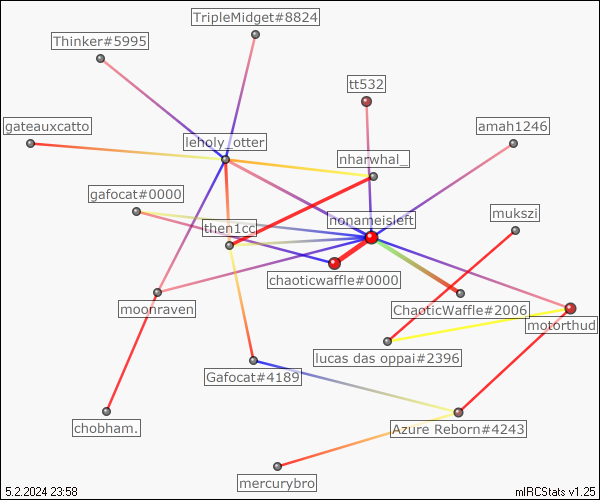 TripleMidget#8824
Thinker#5995
tt532
gateauxcatto
amah1246
leholy_otter
nharwhal_
gafocat#0000
mukszi
nonameisleft
then1cc
chaoticwaffle#0000
moonraven
ChaoticWaffle#2006
motorthud
lucas das oppai#2396
Gafocat#4189
chobham.
Azure Reborn#4243
mercurybro
5.2.2024 23:58
mIRCStats v1.25